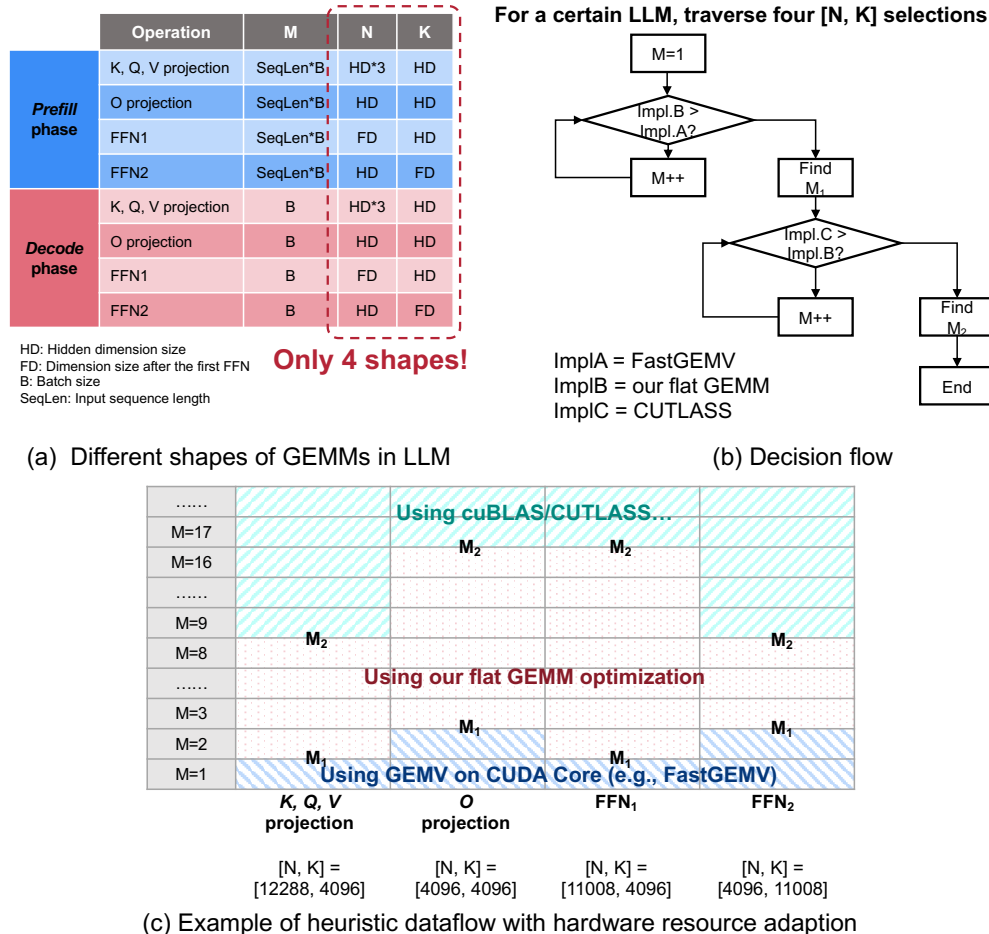 Operation M N K
Prefill phase
K, Q, V projection SeqLen*B HD*3 HD
O projection SeqLen*B HD HD
FFN1 SeqLen*B FD HD
FFN2 SeqLen*B HD FD
Decode phase
K, Q, V projection B HD*3 HD
O projection B HD HD
FFN1 B FD HD
FFN2 B HD FD
HD: Hidden dimension size
FD: Dimension size after the first FFN
B: Batch size
SeqLen: Input sequence length
Only 4 shapes!
(a) Different shapes of GEMMs in LLM
For a certain LLM, traverse four [N, K] selections
M=1
Impl.B >
Impl.A?
M++
Find
M₁
Impl.C >
Impl.B?
M++
Find
M₂
End
ImplA = FastGEMV
ImplB = our flat GEMM
ImplC = CUTLASS
(b) Decision flow
……
Using cuBLAS/CUTLASS…
M=17
M₂ M₂
M=16
……
M=9
M₂ M₂
M=8
Using our flat GEMM optimization
……
M=3
M₁ M₁
M=2
M₁ M₁
M=1
Using GEMV on CUDA Core (e.g., FastGEMV)
K, Q, V
projection
O
projection
FFN₁
FFN₂
[N, K] =
[12288, 4096]
[N, K] =
[4096, 4096]
[N, K] =
[11008, 4096]
[N, K] =
[4096, 11008]
(c) Example of heuristic dataflow with hardware resource adaption